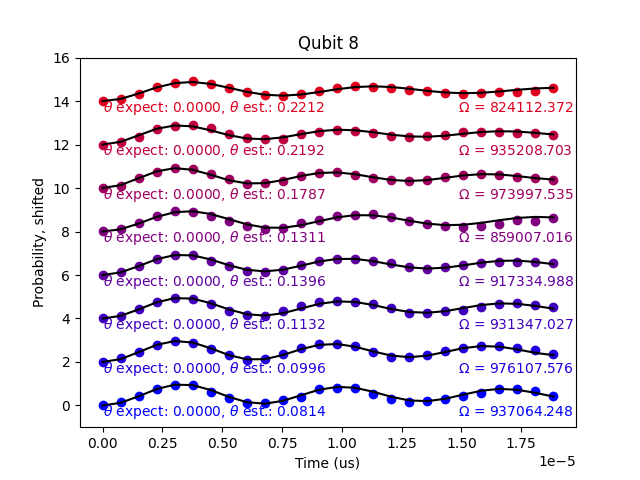 Qubit 8
16
14
θ expect: 0.0000, θ est.: 0.2212 Ω = 824112.372
12
θ expect: 0.0000, θ est.: 0.2192 Ω = 935208.703
10
θ expect: 0.0000, θ est.: 0.1787 Ω = 973997.535
8
θ expect: 0.0000, θ est.: 0.1311 Ω = 859007.016
6
θ expect: 0.0000, θ est.: 0.1396 Ω = 917334.988
4
θ expect: 0.0000, θ est.: 0.1132 Ω = 931347.027
2
θ expect: 0.0000, θ est.: 0.0996 Ω = 976107.576
0
θ expect: 0.0000, θ est.: 0.0814 Ω = 937064.248
Probability, shifted
0.00 0.25 0.50 0.75 1.00 1.25 1.50 1.75
Time (us)
1e−5